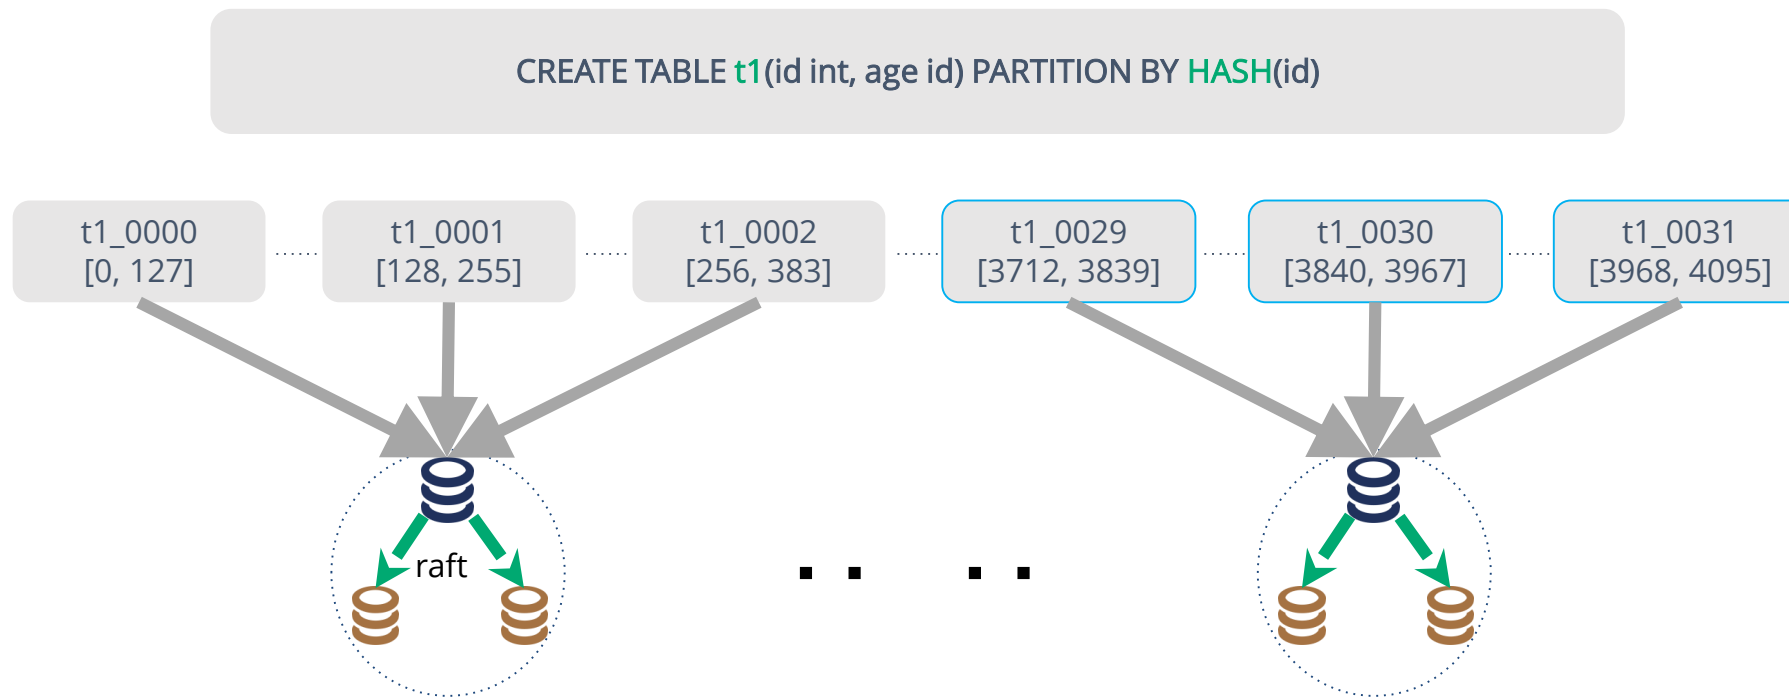 CREATE TABLE t1(id int, age id) PARTITION BY HASH(id)
t1_0000
[0, 127]
t1_0001
[128, 255]
t1_0002
[256, 383]
t1_0029
[3712, 3839]
t1_0030
[3840, 3967]
t1_0031
[3968, 4095]
raft